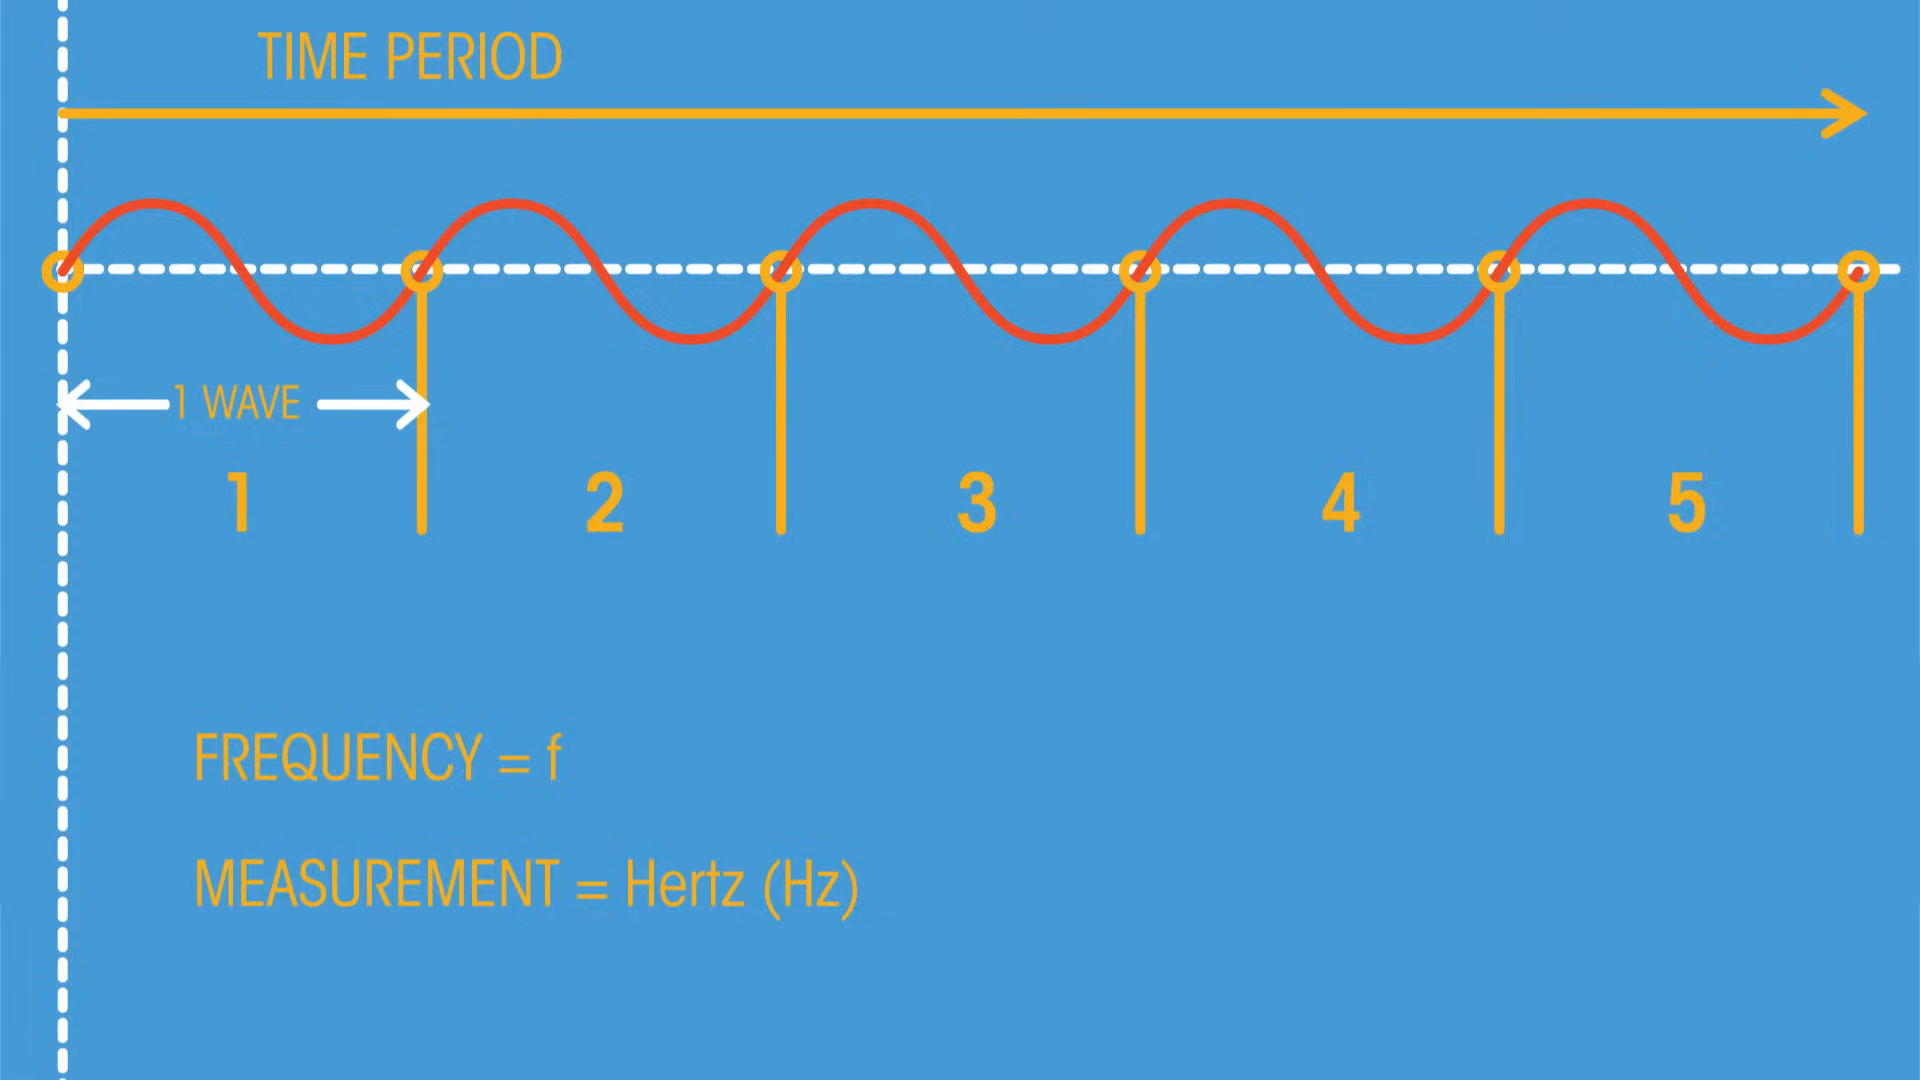 TIME PERIOD
1 WAVE
1 2 3 4 5
FREQUENCY = f
MEASUREMENT = Hertz (Hz)